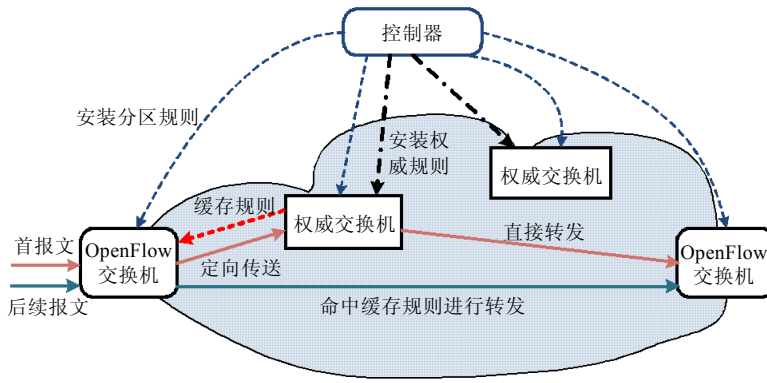 控制器
安装分区规则
安装权
威规则
权威交换机
缓存规则
权威交换机
直接转发
首报文
OpenFlow
交换机
定向传送
OpenFlow
交换机
后续报文
命中缓存规则进行转发